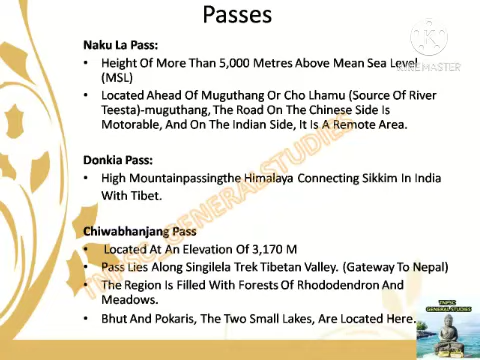 Passes
KINEMASTER
Naku La Pass:
• Height Of More Than 5,000 Metres Above Mean Sea Level
(MSL)
• Located Ahead Of Muguthang Or Cho Lhamu (Source Of River
Teesta)-muguthang, The Road On The Chinese Side Is
Motorable, And On The Indian Side, It Is A Remote Area.
Donkia Pass:
• High Mountainpassingthe Himalaya Connecting Sikkim In India
With Tibet.
Chiwabhanjang Pass
• Located At An Elevation Of 3,170 M
• Pass Lies Along Singilela Trek Tibetan Valley. (Gateway To Nepal)
• The Region Is Filled With Forests Of Rhododendron And
Meadows.
• Bhut And Pokaris, The Two Small Lakes, Are Located Here.
TNPSC_GENERALSTUDIES
TNPSC
GENERAL STUDIES